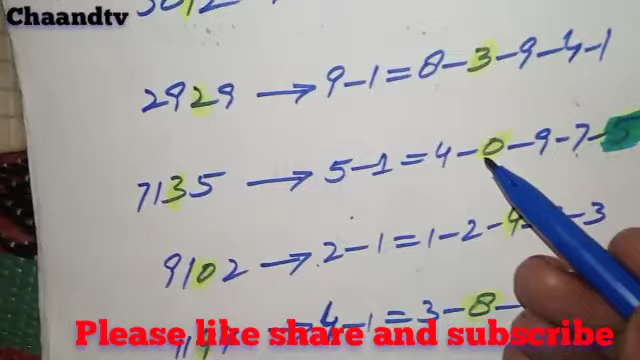 Chaandtv
2929 → 9-1=8-3-9-4-1
7135 → 5-1=4-0-9-7-5
9102 → 2-1=1-2-9- -3
4-1=3-8-
Please like share and subscribe